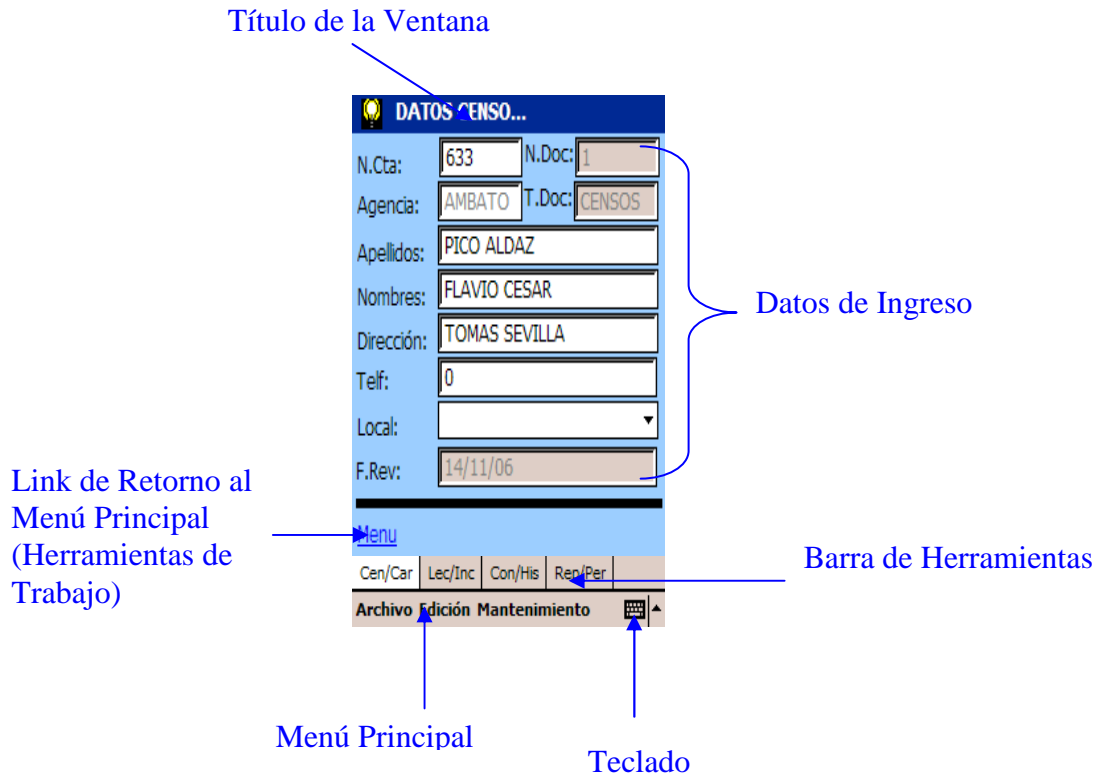 Título de la Ventana
DATOS CENSO...
N.Cta: 633 N.Doc: 1
Agencia: AMBATO T.Doc: CENSOS
Apellidos: PICO ALDAZ
Nombres: FLAVIO CESAR
Dirección: TOMAS SEVILLA
Telf: 0
Local:
F.Rev: 14/11/06
Datos de Ingreso
Link de Retorno al
Menú Principal
(Herramientas de
Trabajo)
Menu
Cen/Car Lec/Inc Con/His Rep/Per
Barra de Herramientas
Archivo Edición Mantenimiento
Menú Principal
Teclado